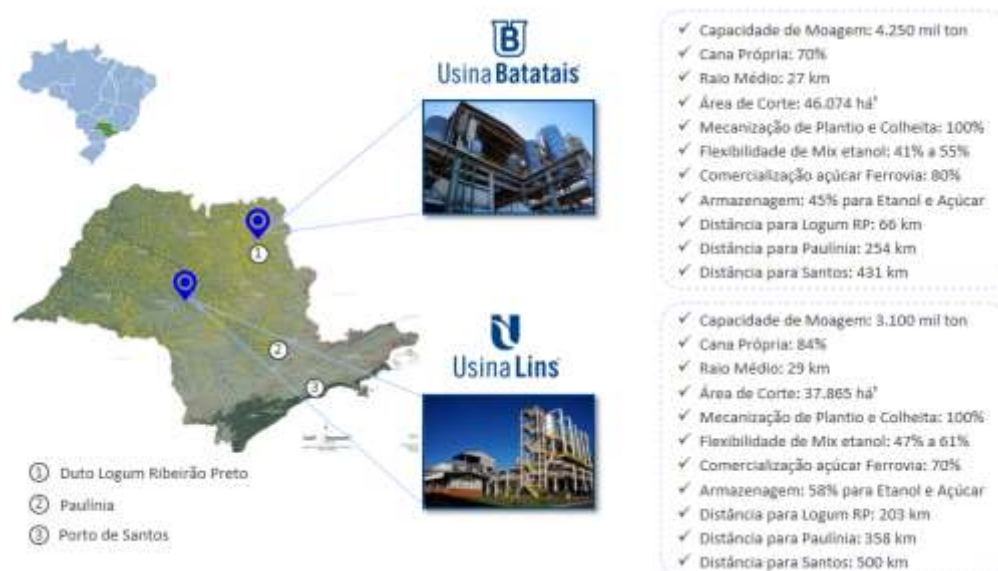 B
Usina Batatais
✓ Capacidade de Moagem: 4.250 mil ton
✓ Cana Própria: 70%
✓ Raio Médio: 27 km
✓ Área de Corte: 46.074 há¹
✓ Mecanização de Plantio e Colheita: 100%
✓ Flexibilidade de Mix etanol: 41% a 55%
✓ Comercialização açúcar Ferrovia: 80%
✓ Armazenagem: 45% para Etanol e Açúcar
✓ Distância para Logum RP: 66 km
✓ Distância para Paulínia: 254 km
✓ Distância para Santos: 431 km
1
2
3
Usina Lins
✓ Capacidade de Moagem: 3.100 mil ton
✓ Cana Própria: 84%
✓ Raio Médio: 29 km
✓ Área de Corte: 37.865 há¹
✓ Mecanização de Plantio e Colheita: 100%
✓ Flexibilidade de Mix etanol: 47% a 61%
✓ Comercialização açúcar Ferrovia: 70%
✓ Armazenagem: 58% para Etanol e Açúcar
✓ Distância para Logum RP: 203 km
✓ Distância para Paulínia: 358 km
✓ Distância para Santos: 500 km
1 Duto Logum Ribeirão Preto
2 Paulínia
3 Porto de Santos